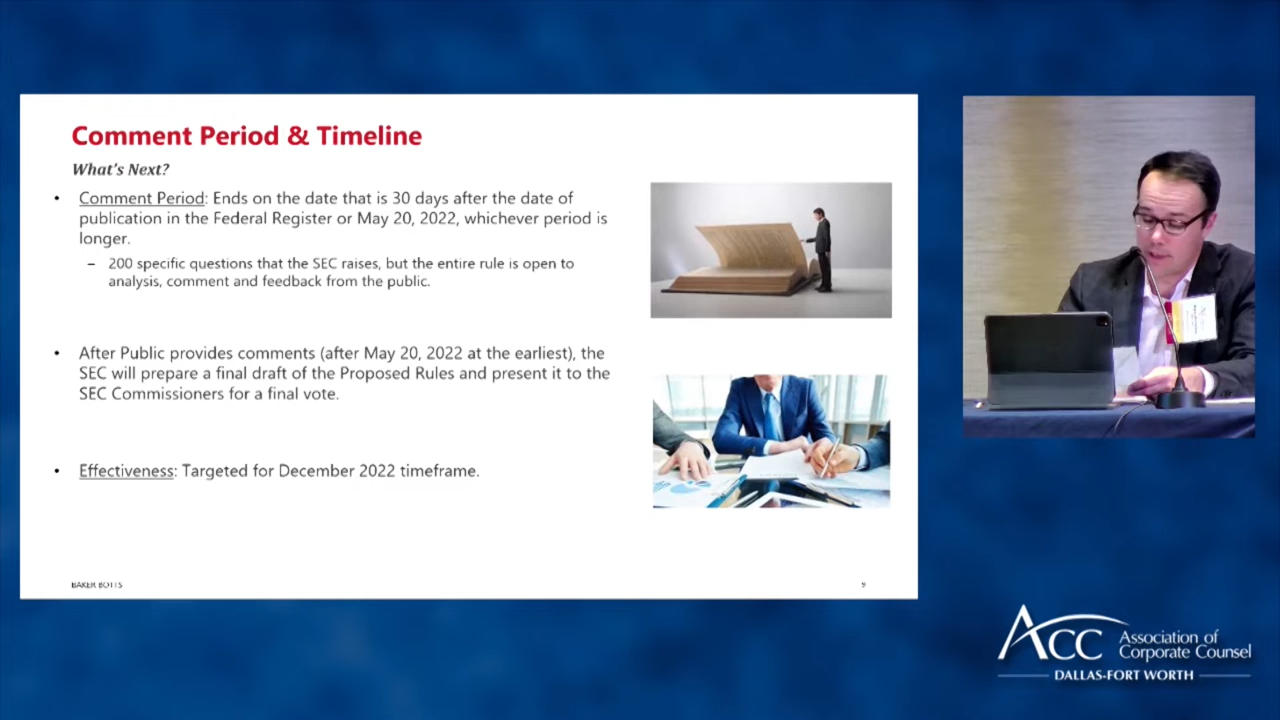 Comment Period & Timeline
What's Next?
• Comment Period: Ends on the date that is 30 days after the date of
publication in the Federal Register or May 20, 2022, whichever period is
longer.
– 200 specific questions that the SEC raises, but the entire rule is open to
analysis, comment and feedback from the public.
• After Public provides comments (after May 20, 2022 at the earliest), the
SEC will prepare a final draft of the Proposed Rules and present it to the
SEC Commissioners for a final vote.
• Effectiveness: Targeted for December 2022 timeframe.
BAKER BOTTS
9
ACC Association of
Corporate Counsel
DALLAS-FORT WORTH